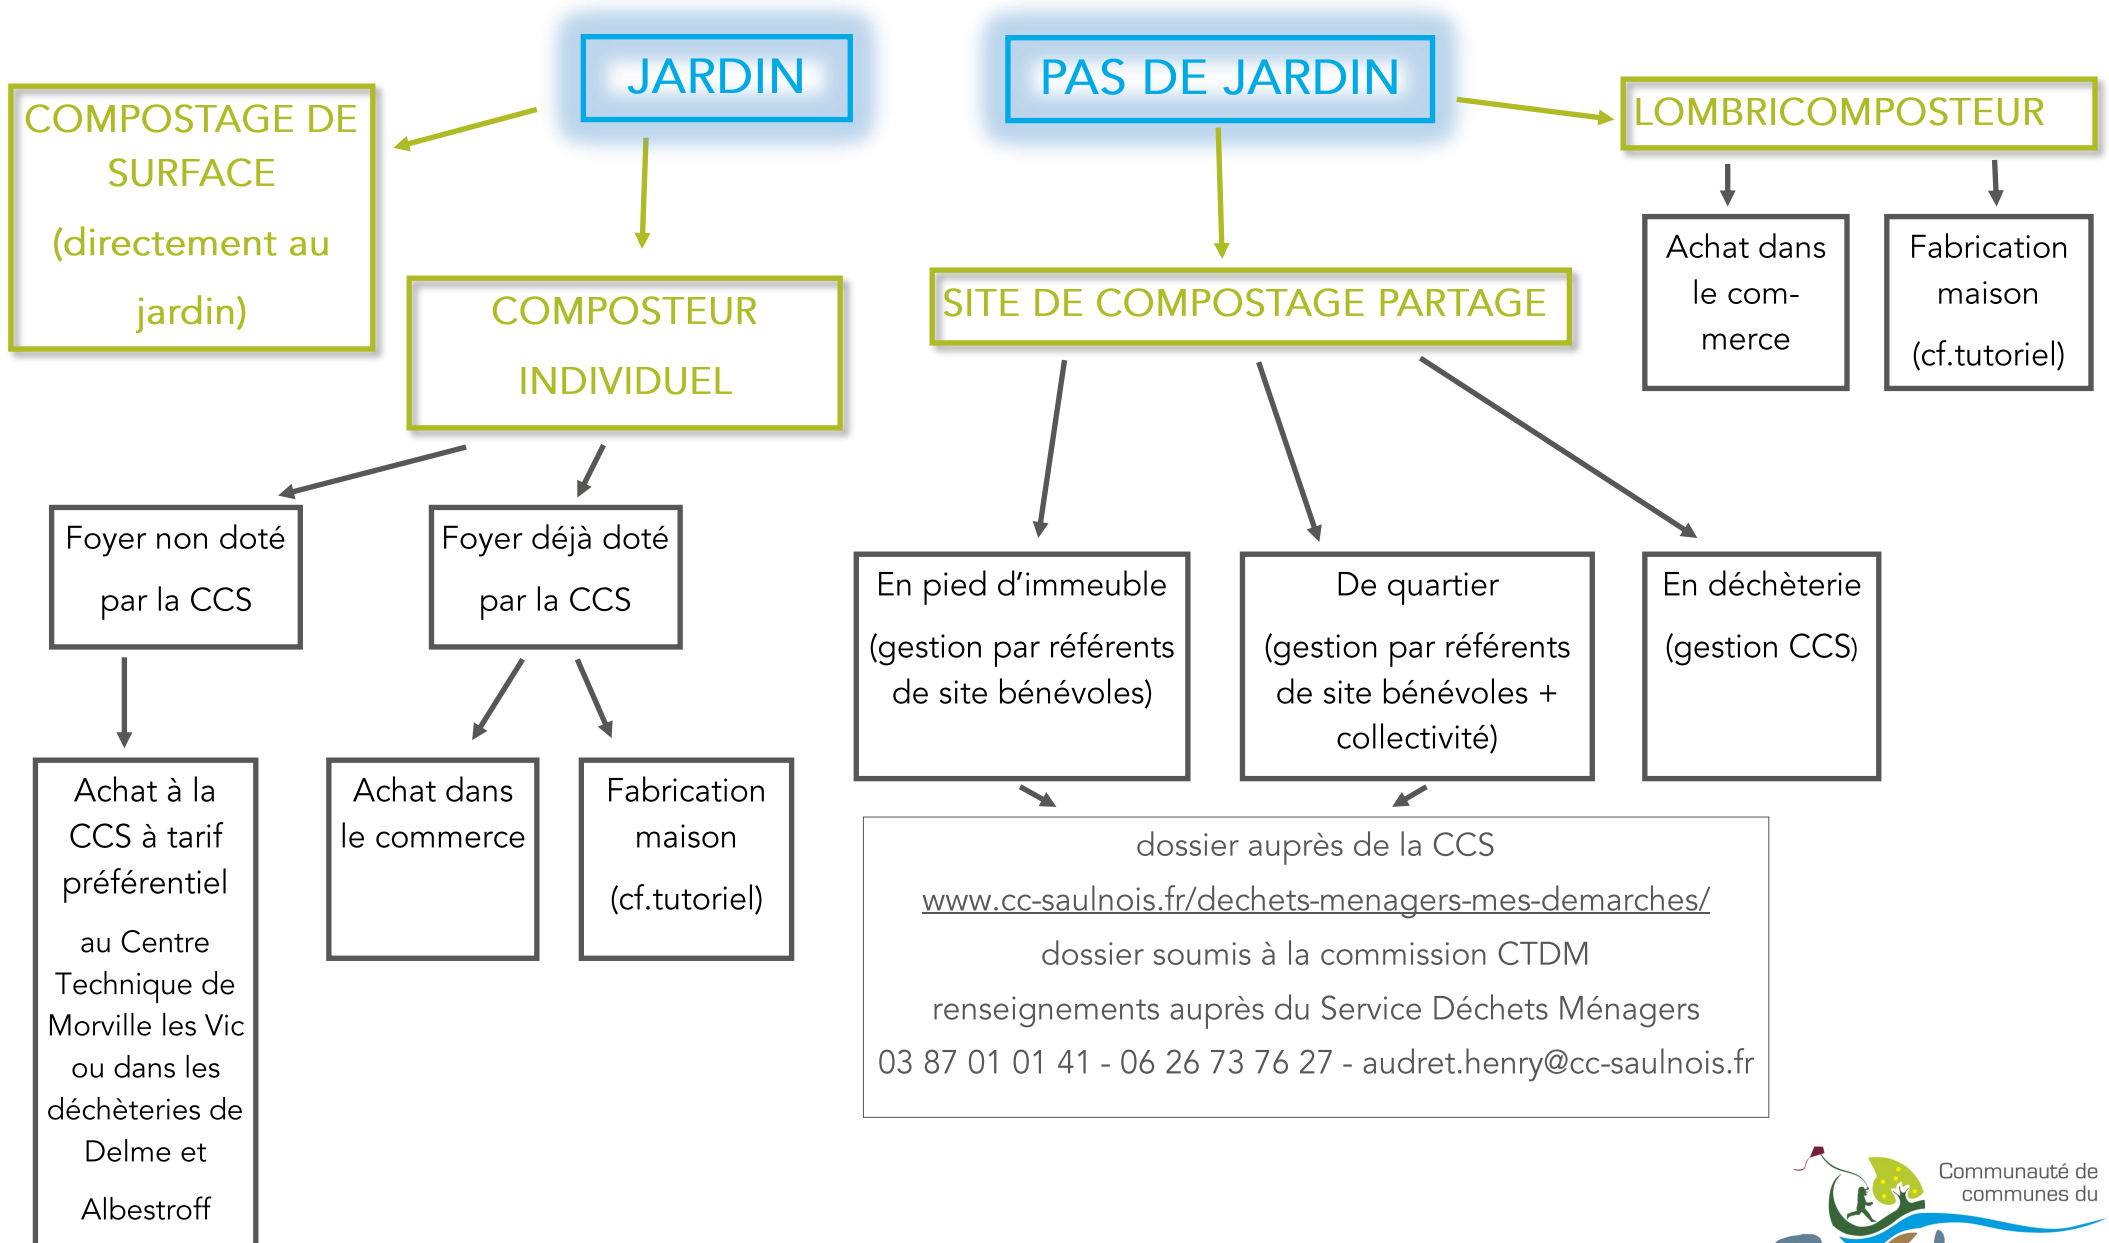 JARDIN
PAS DE JARDIN
COMPOSTAGE DE
SURFACE
(directement au
jardin)
LOMBRICOMPOSTEUR
COMPOSTEUR
INDIVIDUEL
SITE DE COMPOSTAGE PARTAGE
Achat dans
le com-
merce
Fabrication
maison
(cf.tutoriel)
Foyer non doté
par la CCS
Foyer déjà doté
par la CCS
En pied d’immeuble
(gestion par référents
de site bénévoles)
De quartier
(gestion par référents
de site bénévoles +
collectivité)
En déchèterie
(gestion CCS)
Achat à la
CCS à tarif
préférentiel
au Centre
Technique de
Morville les Vic
ou dans les
déchèteries de
Delme et
Albestroff
Achat dans
le commerce
Fabrication
maison
(cf.tutoriel)
dossier auprès de la CCS
www.cc-saulnois.fr/dechets-menagers-mes-demarches/
dossier soumis à la commission CTDM
renseignements auprès du Service Déchets Ménagers
03 87 01 01 41 - 06 26 73 76 27 - audret.henry@cc-saulnois.fr
Communauté de
communes du